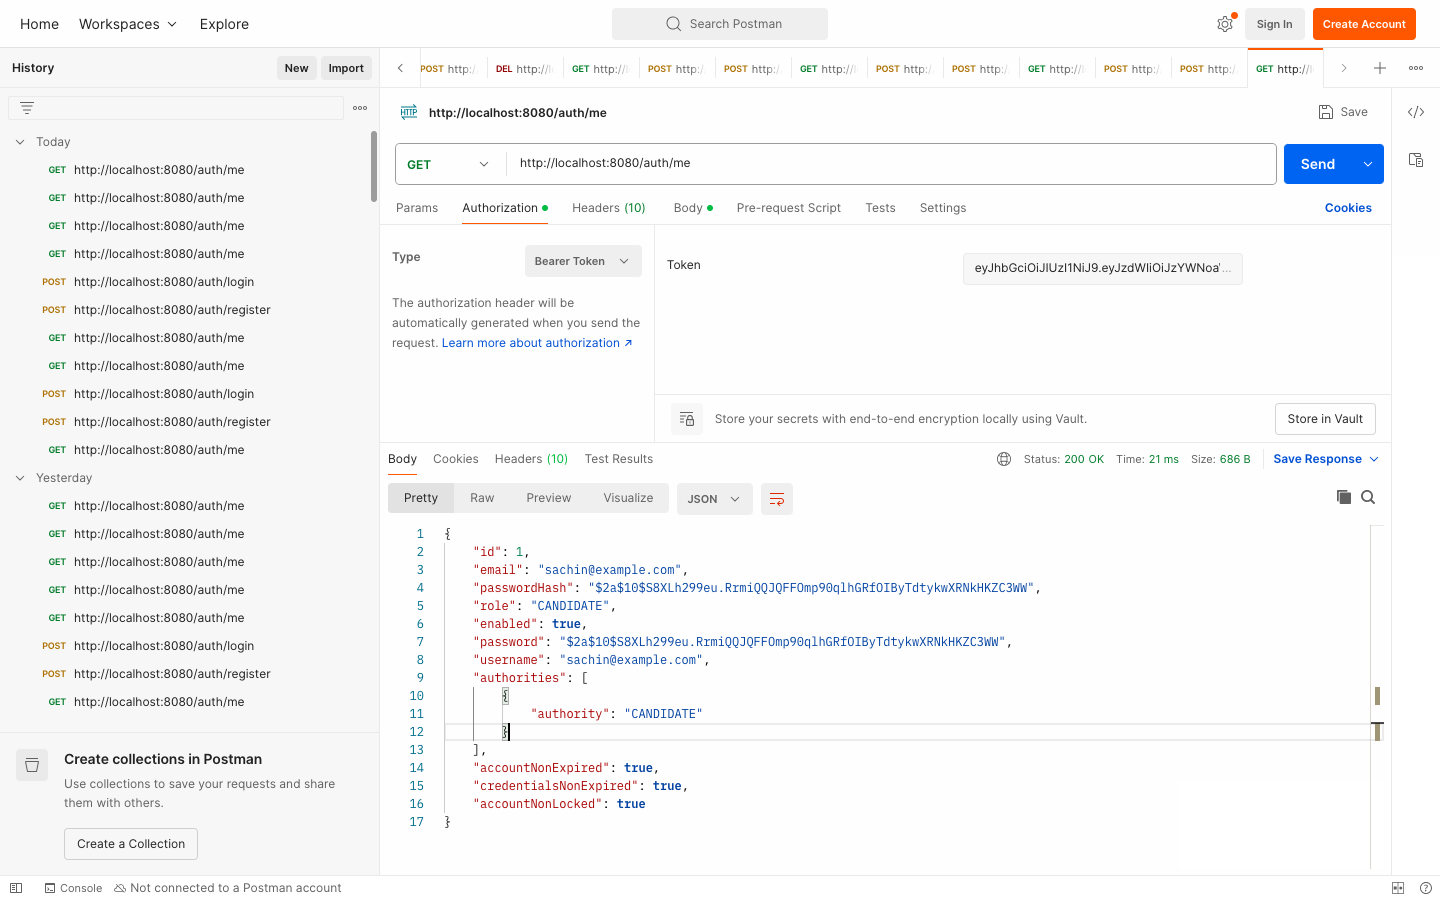 Home Workspaces Explore
Search Postman
Sign In Create Account
History New Import
POST http:/
DEL http://l
GET http://l
POST http:/
POST http:/
GET http://l
POST http:/
POST http:/
GET http://l
POST http:/
POST http:/
GET http://l
Today
GET http://localhost:8080/auth/me
GET http://localhost:8080/auth/me
GET http://localhost:8080/auth/me
GET http://localhost:8080/auth/me
POST http://localhost:8080/auth/login
POST http://localhost:8080/auth/register
GET http://localhost:8080/auth/me
GET http://localhost:8080/auth/me
POST http://localhost:8080/auth/login
POST http://localhost:8080/auth/register
GET http://localhost:8080/auth/me
Yesterday
GET http://localhost:8080/auth/me
GET http://localhost:8080/auth/me
GET http://localhost:8080/auth/me
GET http://localhost:8080/auth/me
GET http://localhost:8080/auth/me
POST http://localhost:8080/auth/login
POST http://localhost:8080/auth/register
GET http://localhost:8080/auth/me
Create collections in Postman
Use collections to save your requests and share
them with others.
Create a Collection
HTTP http://localhost:8080/auth/me Save
GET http://localhost:8080/auth/me Send
Params Authorization Headers (10) Body Pre-request Script Tests Settings Cookies
Type Bearer Token
The authorization header will be
automatically generated when you send the
request. Learn more about authorization ↗
Token eyJhbGciOiJIUzI1NiJ9.eyJzdWIiOiJzYWNoa...
Store your secrets with end-to-end encryption locally using Vault. Store in Vault
Body Cookies Headers (10) Test Results Status: 200 OK Time: 21 ms Size: 686 B Save Response
Pretty Raw Preview Visualize JSON
1 {
2 "id": 1,
3 "email": "sachin@example.com",
4 "passwordHash": "$2a$10$S8XLh299eu.RrmiQQJQFFOmp90qlhGRfOIByTdtykwXRNkHKZC3WW",
5 "role": "CANDIDATE",
6 "enabled": true,
7 "password": "$2a$10$S8XLh299eu.RrmiQQJQFFOmp90qlhGRfOIByTdtykwXRNkHKZC3WW",
8 "username": "sachin@example.com",
9 "authorities": [
10 {
11 "authority": "CANDIDATE"
12 }
13 ],
14 "accountNonExpired": true,
15 "credentialsNonExpired": true,
16 "accountNonLocked": true
17 }
Console Not connected to a Postman account